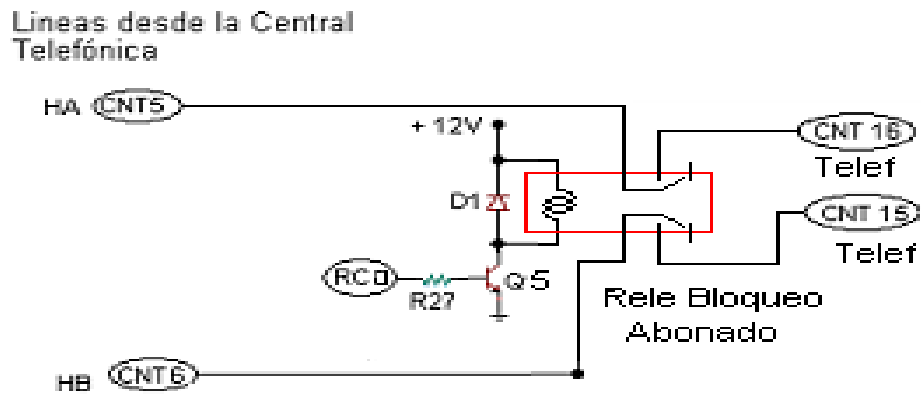 Lineas desde la Central
Telefónica
HA CNT5
+ 12V
CNT 16
Telef
D1
CNT 15
Telef
RC0
R27
Q5
Rele Bloqueo
Abonado
HB CNT6